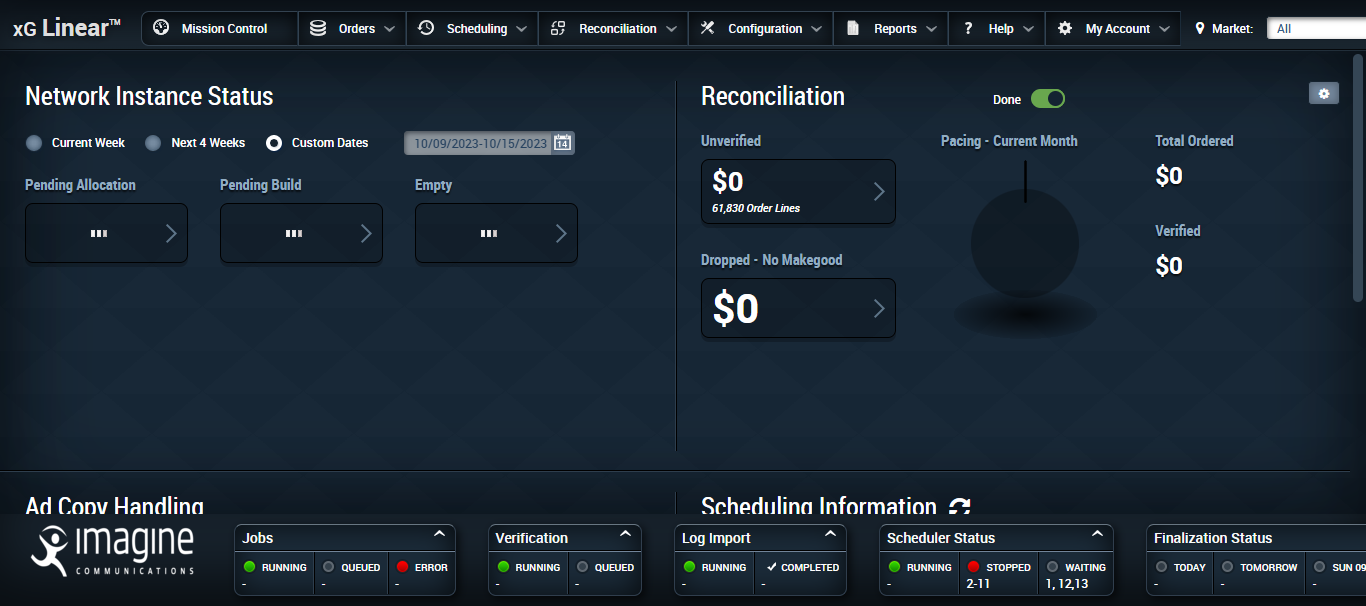 xG Linear™ Mission Control Orders Scheduling Reconciliation Configuration Reports ? Help My Account Market: All
Network Instance Status
Current Week Next 4 Weeks Custom Dates 10/09/2023-10/15/2023 14
Pending Allocation Pending Build Empty
Reconciliation Done
Unverified
$0
61,830 Order Lines
Dropped - No Makegood
$0
Pacing - Current Month
Total Ordered
$0
Verified
$0
Ad Copy Handling
Scheduling Information
imagine
COMMUNICATIONS
Jobs
RUNNING QUEUED ERROR
- - -
Verification
RUNNING QUEUED
- -
Log Import
RUNNING COMPLETED
- -
Scheduler Status
RUNNING STOPPED WAITING
- 2-11 1, 12,13
Finalization Status
TODAY TOMORROW SUN 09
- - -